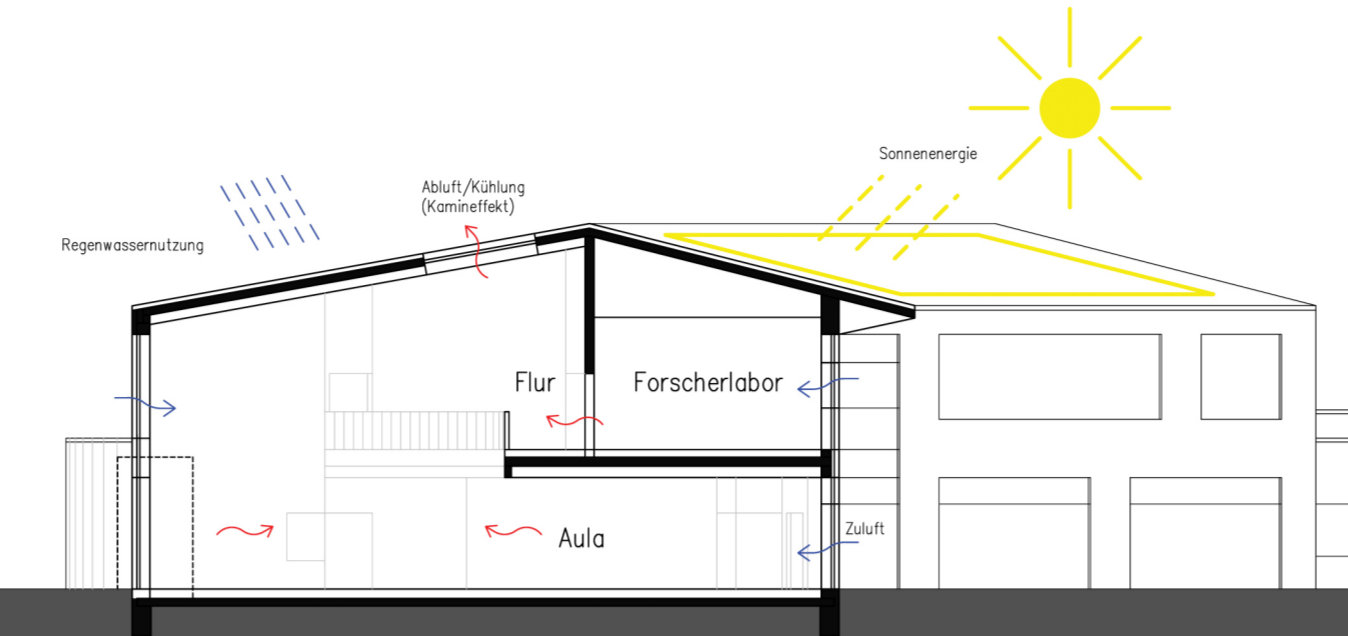 Sonnenenergie
Abluft/Kühlung
(Kamineffekt)
Regenwassernutzung
Flur
Forscherlabor
Zuluft
Aula